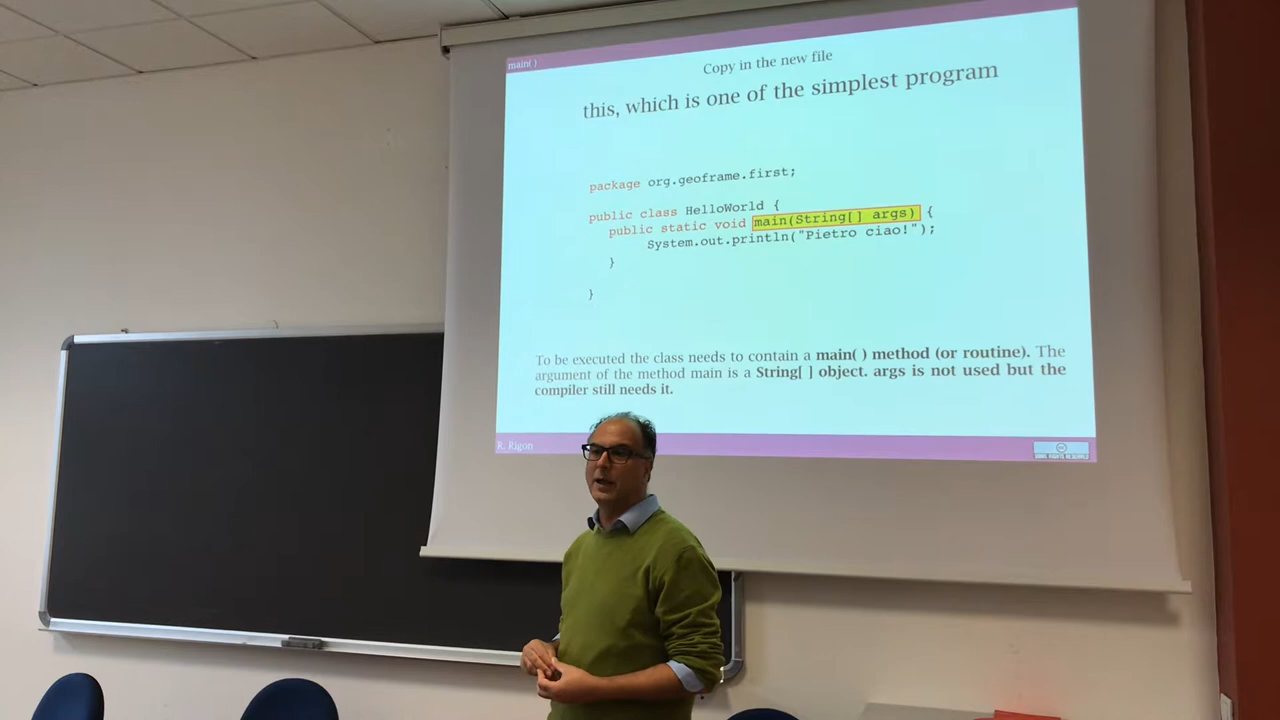 main( )
Copy in the new file
this, which is one of the simplest program
package org.geoframe.first;
public class HelloWorld {
public static void main(String[] args) {
System.out.println("Pietro ciao!");
}
}
To be executed the class needs to contain a main( ) method (or routine). The
argument of the method main is a String[ ] object. args is not used but the
compiler still needs it.
R. Rigon
SOME RIGHTS RESERVED